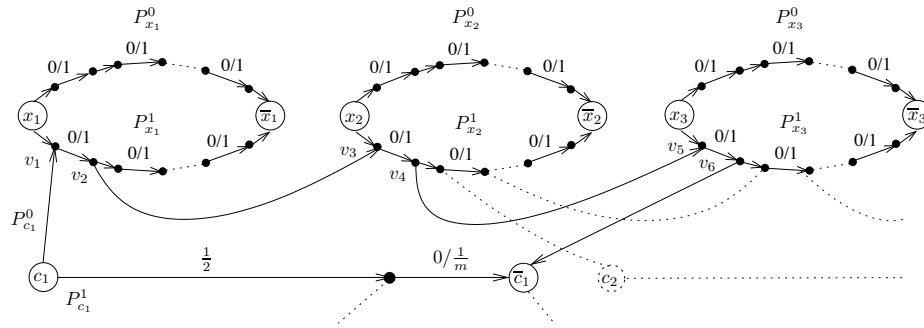 $P^0_{x_1}$ $P^0_{x_2}$ $P^0_{x_3}$
0/1 0/1 0/1 0/1 0/1 0/1 0/1 0/1 0/1
$x_1$ $\overline{x}_1$ $x_2$ $\overline{x}_2$ $x_3$ $\overline{x}_3$
$P^1_{x_1}$ $P^1_{x_2}$ $P^1_{x_3}$
0/1 0/1 0/1 0/1 0/1 0/1
$v_1$ $v_3$ $v_5$
0/1 0/1 0/1
$v_2$ $v_4$ $v_6$
$P^0_{c_1}$
$\frac{1}{2}$ $0/\frac{1}{m}$
$c_1$ $\overline{c}_1$ $c_2$
$P^1_{c_1}$